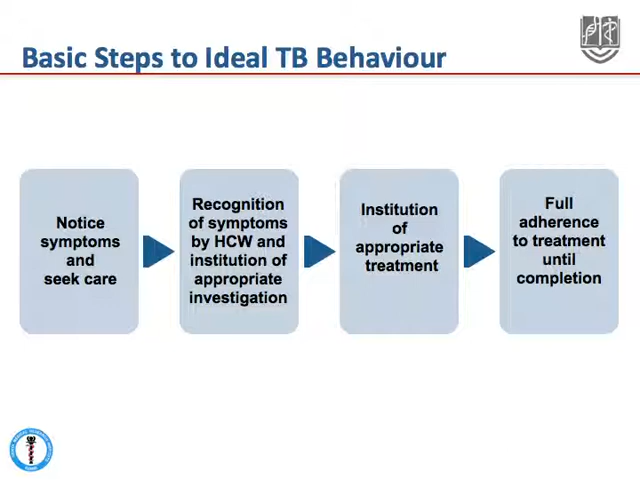 Basic Steps to Ideal TB Behaviour
Notice
symptoms
and
seek care
Recognition
of symptoms
by HCW and
institution of
appropriate
investigation
Institution
of
appropriate
treatment
Full
adherence
to treatment
until
completion